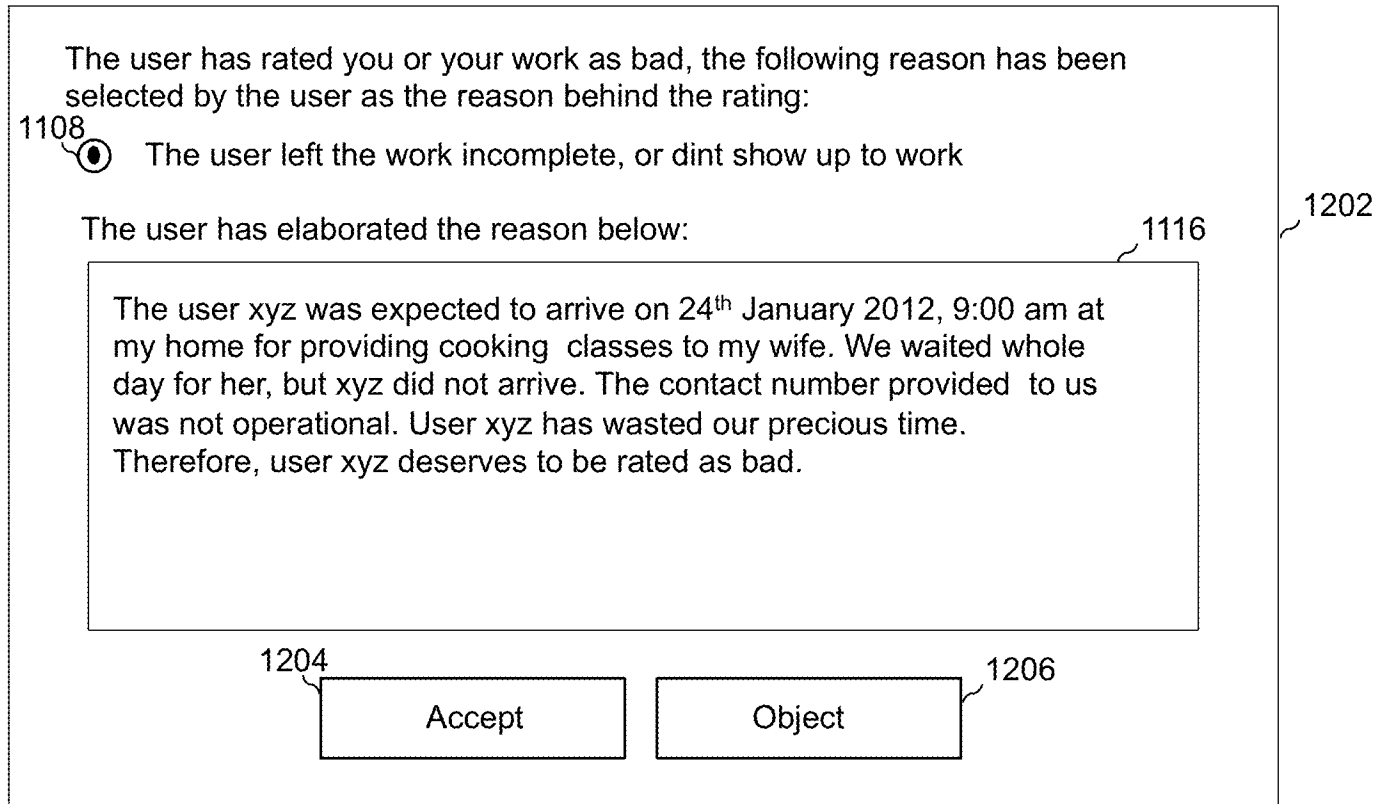 The user has rated you or your work as bad, the following reason has been
selected by the user as the reason behind the rating:
1108
The user left the work incomplete, or dint show up to work
1202
The user has elaborated the reason below:
1116
The user xyz was expected to arrive on 24th January 2012, 9:00 am at
my home for providing cooking classes to my wife. We waited whole
day for her, but xyz did not arrive. The contact number provided to us
was not operational. User xyz has wasted our precious time.
Therefore, user xyz deserves to be rated as bad.
1204
1206
Accept
Object